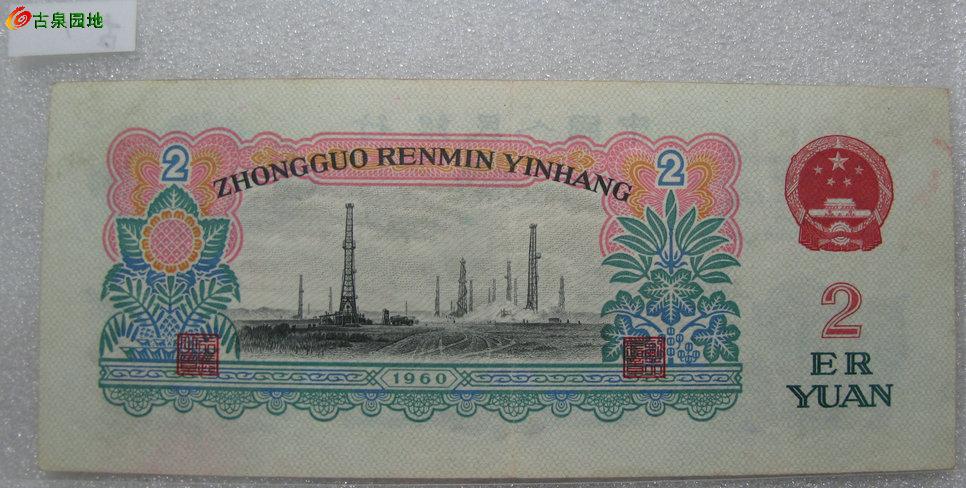 古泉园地
ZHONGGUO RENMIN YINHANG
2
2
2
ER
YUAN
1960